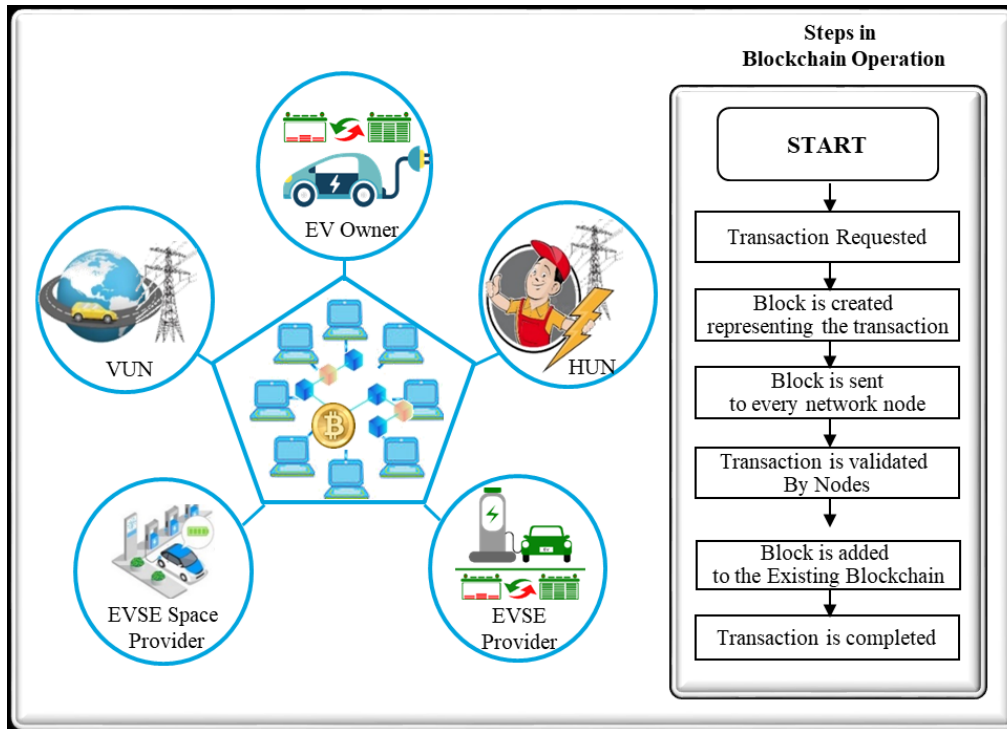 Steps in
Blockchain Operation
START
Transaction Requested
Block is created
representing the transaction
Block is sent
to every network node
Transaction is validated
By Nodes
Block is added
to the Existing Blockchain
Transaction is completed
EV Owner
VUN
HUN
EVSE Space
Provider
EVSE
Provider